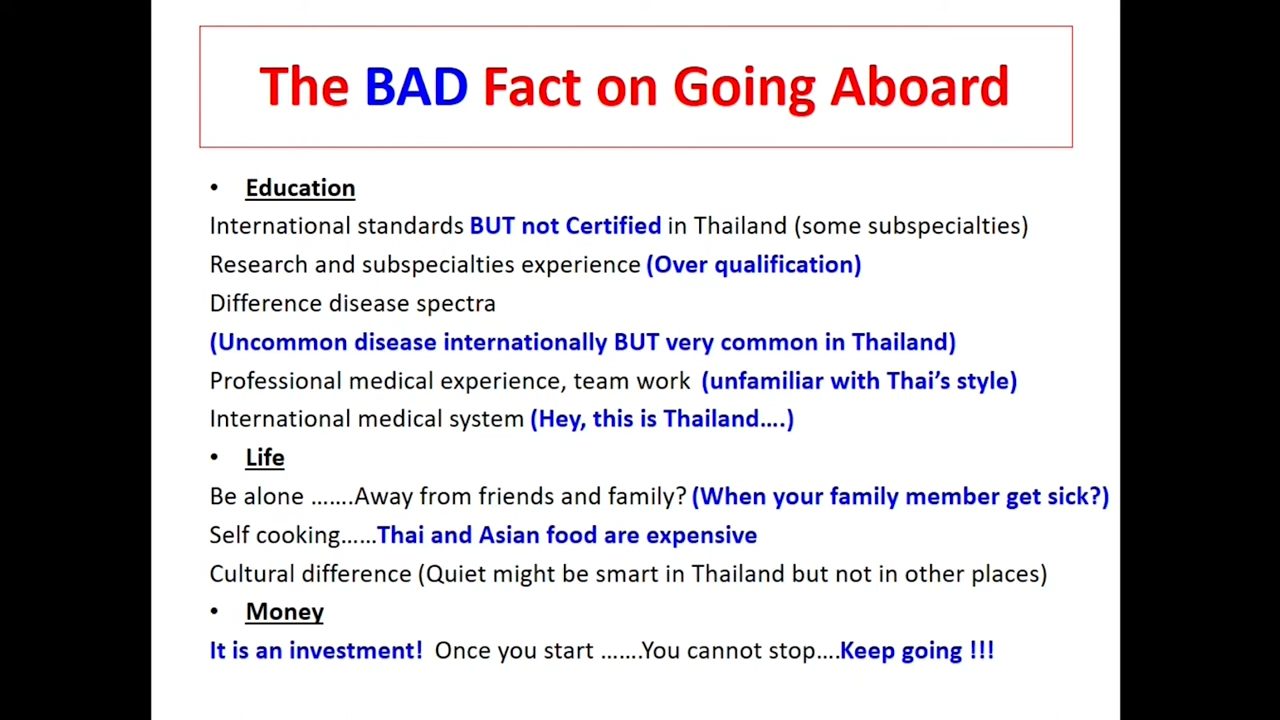 The BAD Fact on Going Aboard
• Education
International standards BUT not Certified in Thailand (some subspecialties)
Research and subspecialties experience (Over qualification)
Difference disease spectra
(Uncommon disease internationally BUT very common in Thailand)
Professional medical experience, team work (unfamiliar with Thai’s style)
International medical system (Hey, this is Thailand….)
• Life
Be alone …….Away from friends and family? (When your family member get sick?)
Self cooking……Thai and Asian food are expensive
Cultural difference (Quiet might be smart in Thailand but not in other places)
• Money
It is an investment! Once you start …….You cannot stop….Keep going !!!